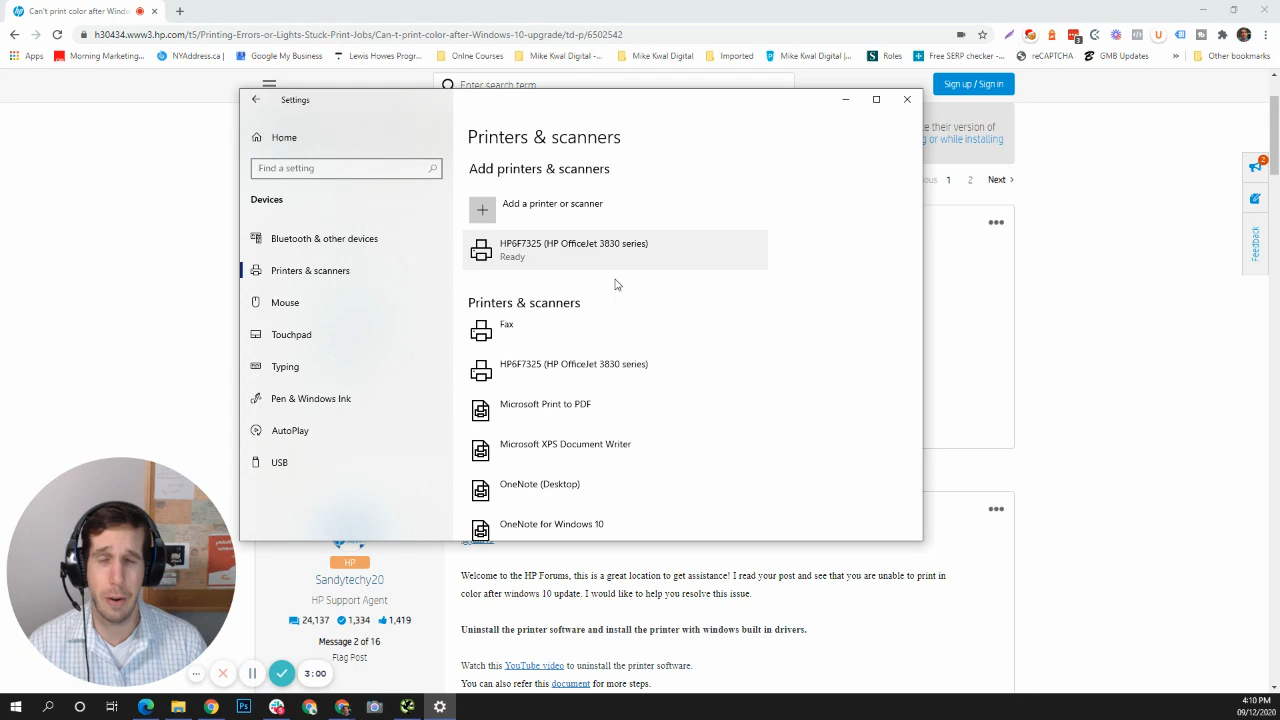 Can't print color after Windo
h30434.www3.hp.com/t5/Printing-Errors-or-Lights-Stuck-Print-Jobs/Can-t-print-color-after-Windows-10-upgrade/td-p/6502542
Apps
Morning Marketing...
NYAddress.ca |
Google My Business
Process Progr...
Online Courses
Mike Kwal Digital
Imported
Mike Kwal Digital |...
Roles
Free SERP checker -...
reCAPTCHA
GMB Updates
»
Other bookmarks
Enter search term
Sign up / Sign in
Settings
Home
Find a setting
Devices
Bluetooth & other devices
Printers & scanners
Mouse
Touchpad
Typing
Pen & Windows Ink
AutoPlay
USB
Printers & scanners
Add printers & scanners
Add a printer or scanner
HP6F7325 (HP OfficeJet 3830 series)
Ready
Printers & scanners
Fax
HP6F7325 (HP OfficeJet 3830 series)
Microsoft Print to PDF
Microsoft XPS Document Writer
OneNote (Desktop)
OneNote for Windows 10
te their version of
g or while installing
ous 1 2 Next >
2
Feedback
HP
Sandytechy20
HP Support Agent
24,137 1,334 1,419
Message 2 of 16
Flag Post
Welcome to the HP Forums, this is a great location to get assistance! I read your post and see that you are unable to print in
color after windows 10 update. I would like to help you resolve this issue.
Uninstall the printer software and install the printer with windows built in drivers.
Watch this YouTube video to uninstall the printer software.
You can also refer this document for more steps.
3:00
4:10 PM
09/12/2020